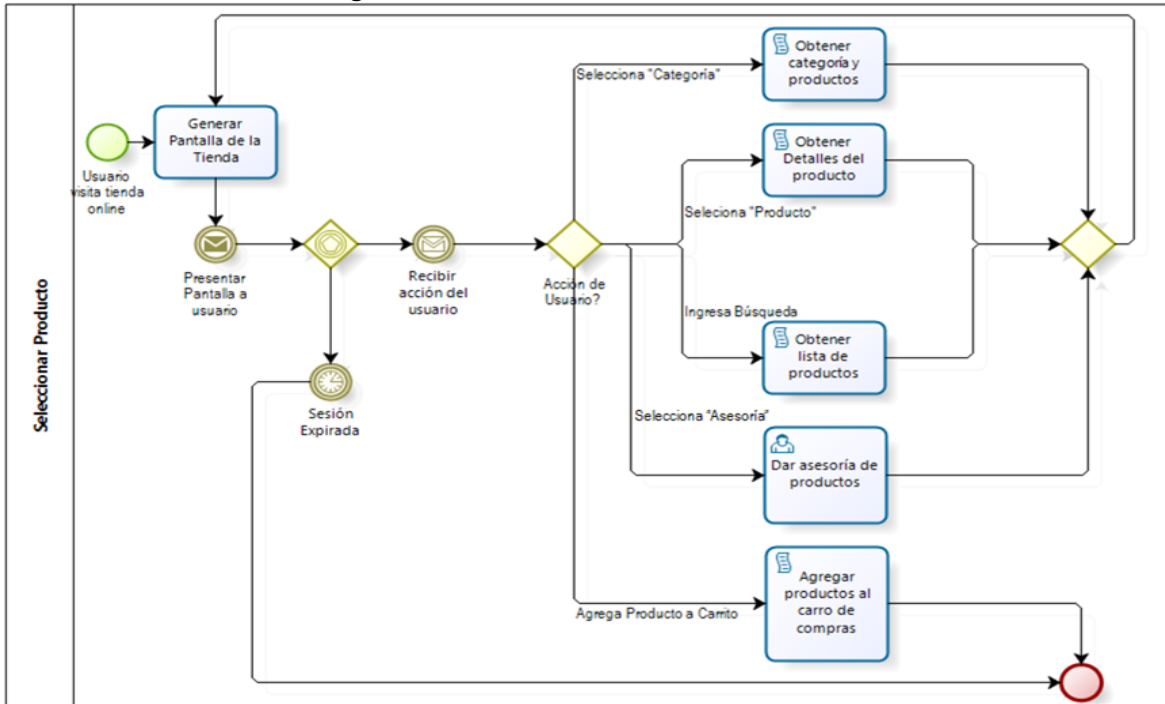 Seleccionar Producto
Usuario
visita tienda
online
Generar
Pantalla de la
Tienda
Presentar
Pantalla a
usuario
Sesión
Expirada
Recibir
acción del
usuario
Acción de
Usuario?
Selecciona "Categoría"
Obtener
categoría y
productos
Seleciona "Producto"
Obtener
Detalles del
producto
Ingresa Búsqueda
Obtener
lista de
productos
Selecciona "Asesoría"
Dar asesoría de
productos
Agrega Producto a Carrito
Agregar
productos al
carro de
compras